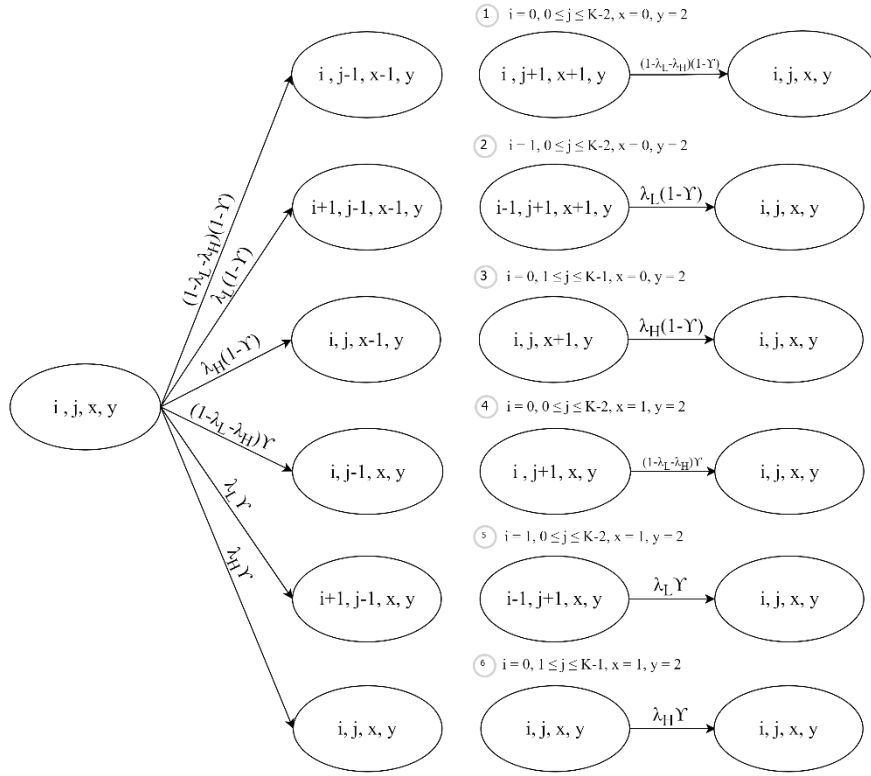 i , j, x, y
(1-λL-λH)(1-ϒ)
λL(1-ϒ)
λH(1-ϒ)
(1-λL-λH)ϒ
λLϒ
λHϒ
i , j-1, x-1, y
i+1, j-1, x-1, y
i, j, x-1, y
i, j-1, x, y
i+1, j-1, x, y
i, j, x, y
1 i = 0, 0 ≤ j ≤ K-2, x = 0, y = 2
i , j+1, x+1, y (1-λL-λH)(1-ϒ) i, j, x, y
2 i = 1, 0 ≤ j ≤ K-2, x = 0, y = 2
i-1, j+1, x+1, y λL(1-ϒ) i, j, x, y
3 i = 0, 1 ≤ j ≤ K-1, x = 0, y = 2
i, j, x+1, y λH(1-ϒ) i, j, x, y
4 i = 0, 0 ≤ j ≤ K-2, x = 1, y = 2
i , j+1, x, y (1-λL-λH)ϒ i, j, x, y
5 i = 1, 0 ≤ j ≤ K-2, x = 1, y = 2
i-1, j+1, x, y λLϒ i, j, x, y
6 i = 0, 1 ≤ j ≤ K-1, x = 1, y = 2
i, j, x, y λHϒ i, j, x, y